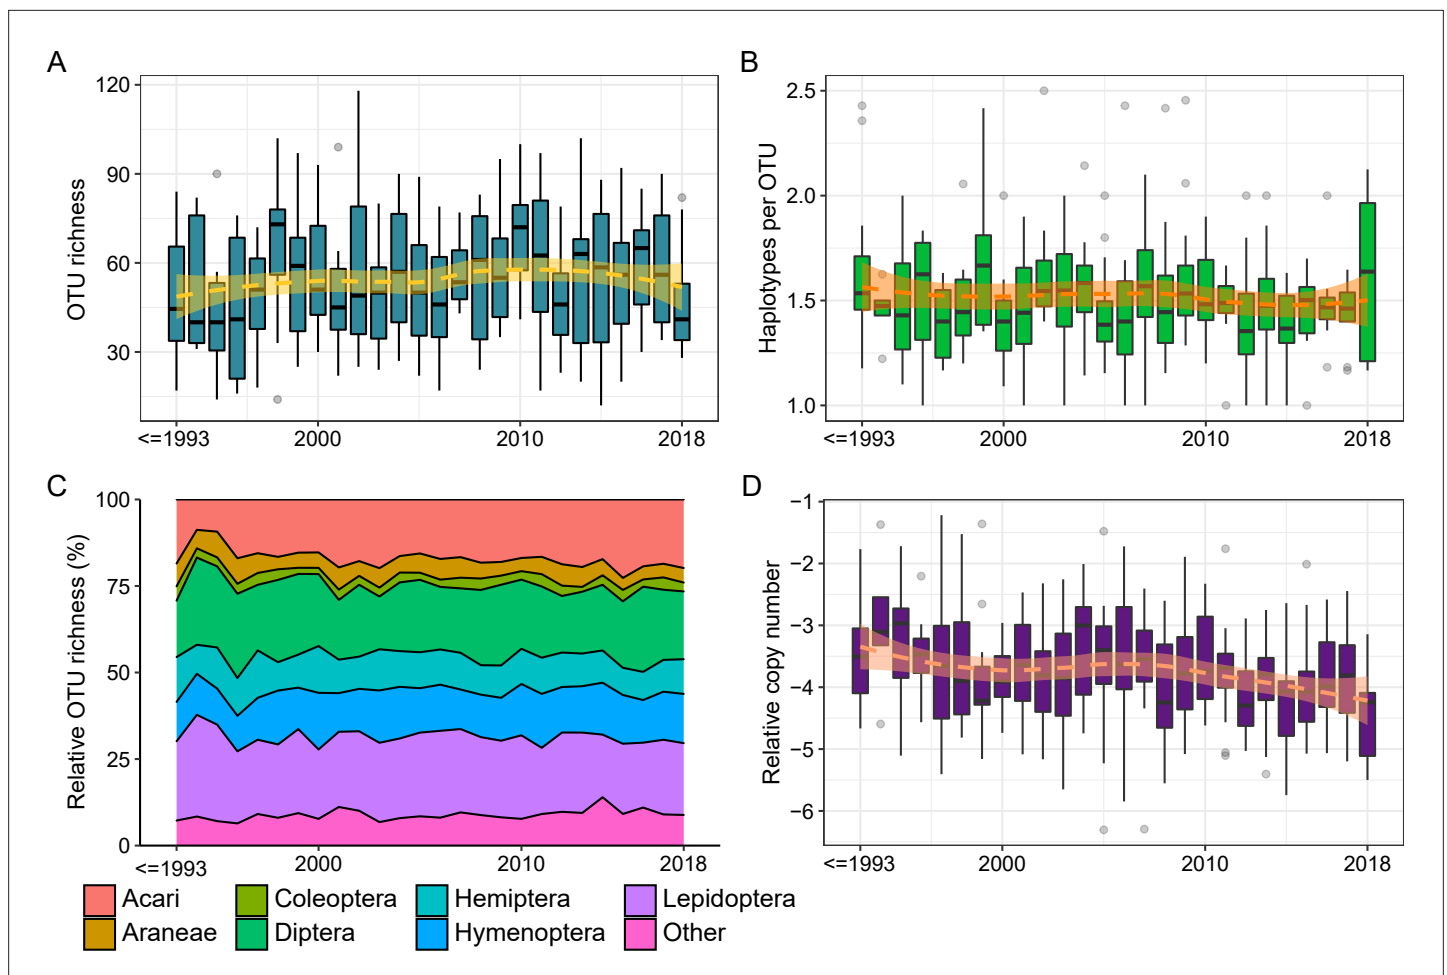 A
OTU richness
120
90
60
30
<=1993
2000
2010
2018
B
Haplotypes per OTU
2.5
2.0
1.5
1.0
<=1993
2000
2010
2018
C
Relative OTU richness (%)
100
75
50
25
0
<=1993
2000
2010
2018
D
Relative copy number
−1
−2
−3
−4
−5
−6
<=1993
2000
2010
2018
Acari
Coleoptera
Hemiptera
Lepidoptera
Araneae
Diptera
Hymenoptera
Other